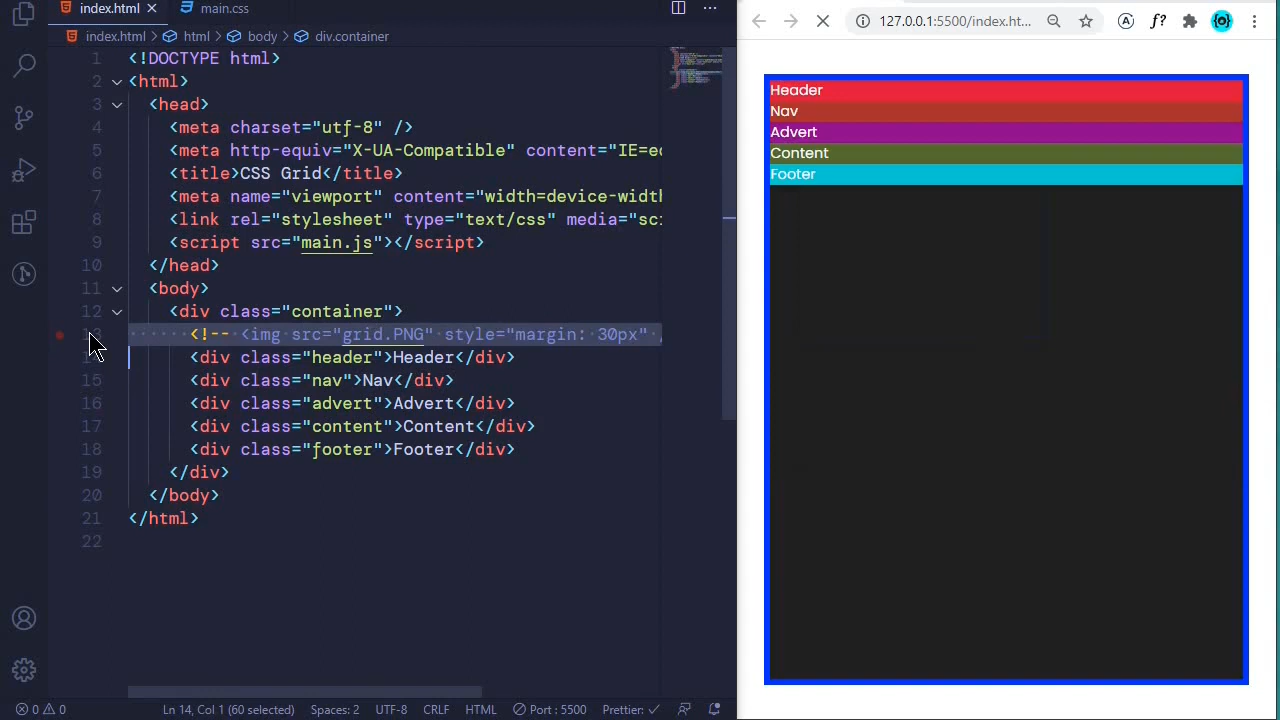 index.html
main.css
127.0.0.1:5500/index.ht...
f?
index.html
html
body
div.container
1 <!DOCTYPE html>
2 <html>
3 <head>
4 <meta charset="utf-8" />
5 <meta http-equiv="X-UA-Compatible" content="IE=ed
6 <title>CSS Grid</title>
7 <meta name="viewport" content="width=device-width
8 <link rel="stylesheet" type="text/css" media="scr
9 <script src="main.js"></script>
10 </head>
11 <body>
12 <div class="container">
13 <!-- <img src="grid.PNG" style="margin: 30px" /
14 <div class="header">Header</div>
15 <div class="nav">Nav</div>
16 <div class="advert">Advert</div>
17 <div class="content">Content</div>
18 <div class="footer">Footer</div>
19 </div>
20 </body>
21 </html>
22
Header
Nav
Advert
Content
Footer
0 0 Ln 14, Col 1 (60 selected) Spaces: 2 UTF-8 CRLF HTML Port : 5500 Prettier: